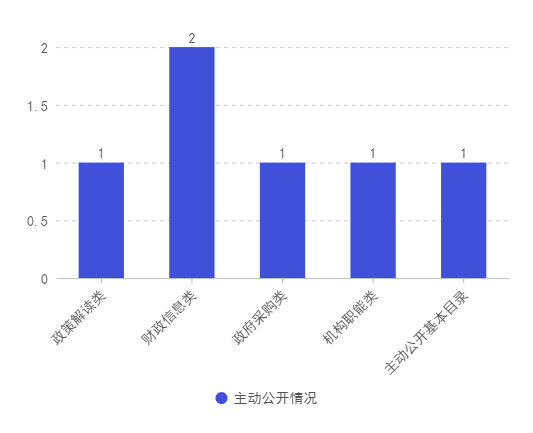 2
2
1.5
1
1
1
1
1
0.5
0
政策解读类
财政信息类
政府采购类
机构职能类
主动公开基本目录
主动公开情况